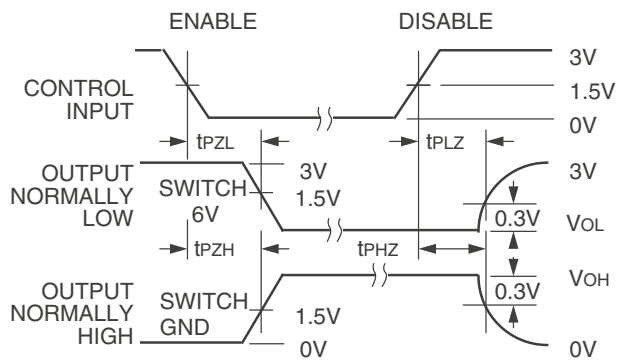 ENABLE DISABLE
3V
CONTROL
INPUT
1.5V
0V
tPZL tPLZ
OUTPUT
NORMALLY
LOW
SWITCH
6V
3V
1.5V
3V
0.3V
VOL
tPZH tPHZ
OUTPUT
NORMALLY
HIGH
SWITCH
GND
1.5V
0V
VOH
0.3V
0V